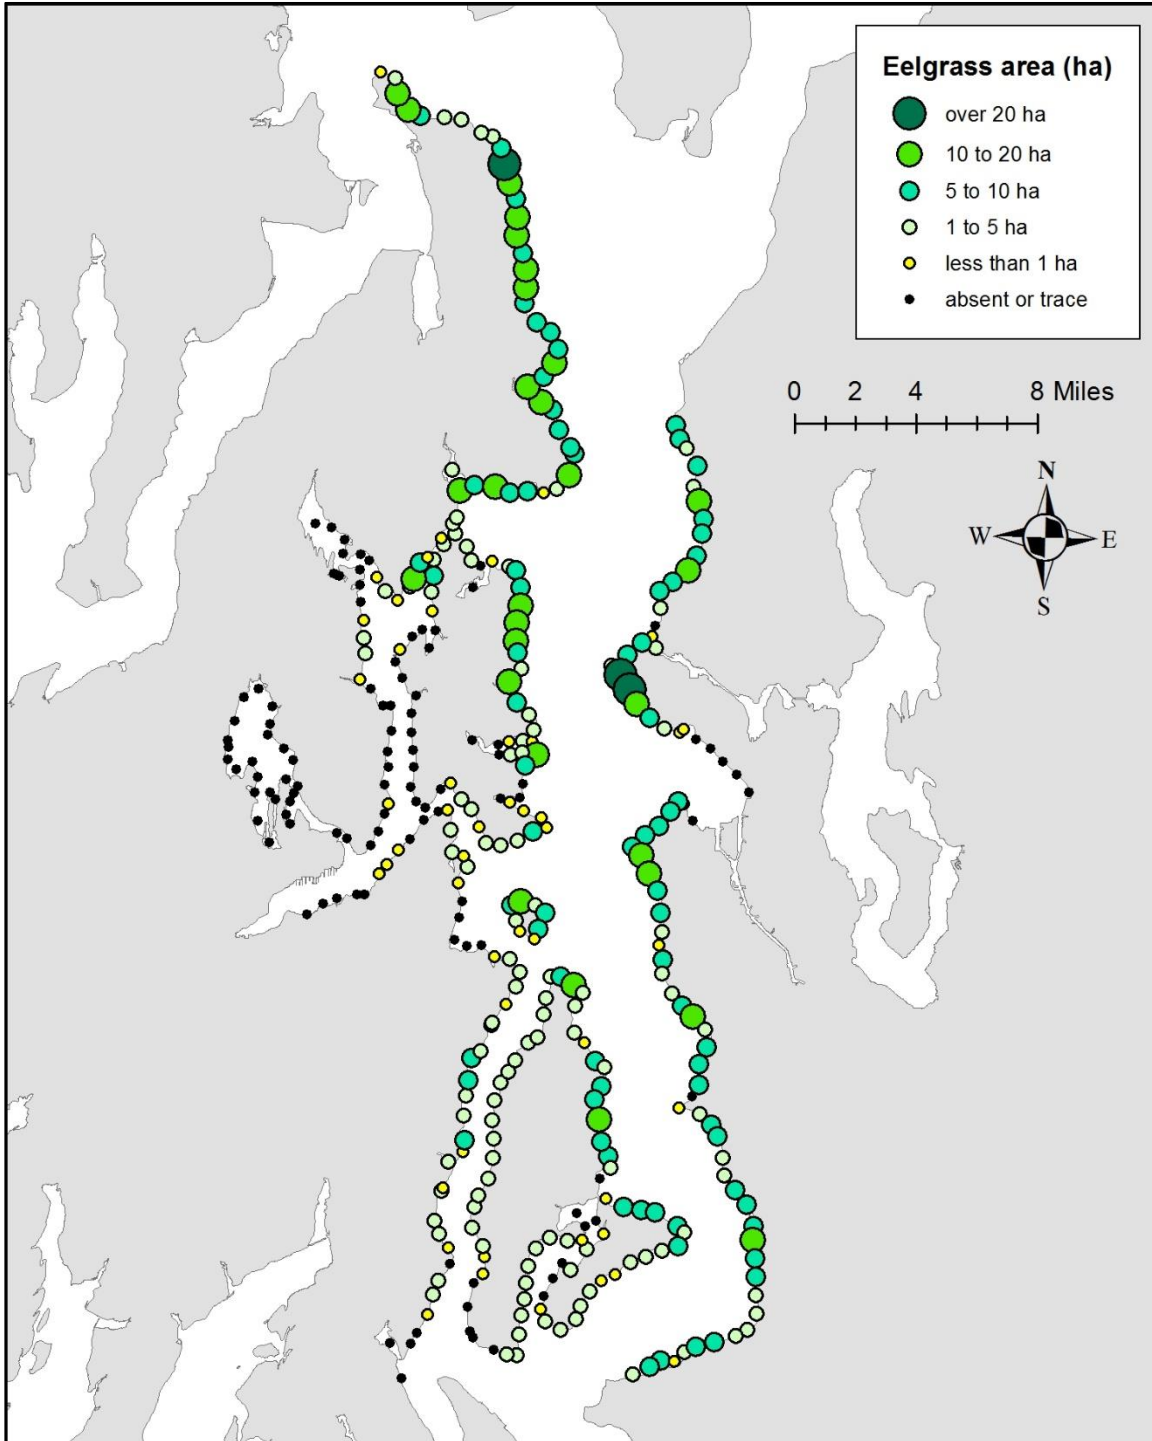 Eelgrass area (ha)
over 20 ha
10 to 20 ha
5 to 10 ha
1 to 5 ha
less than 1 ha
absent or trace
0 2 4 8 Miles
N
W E
S